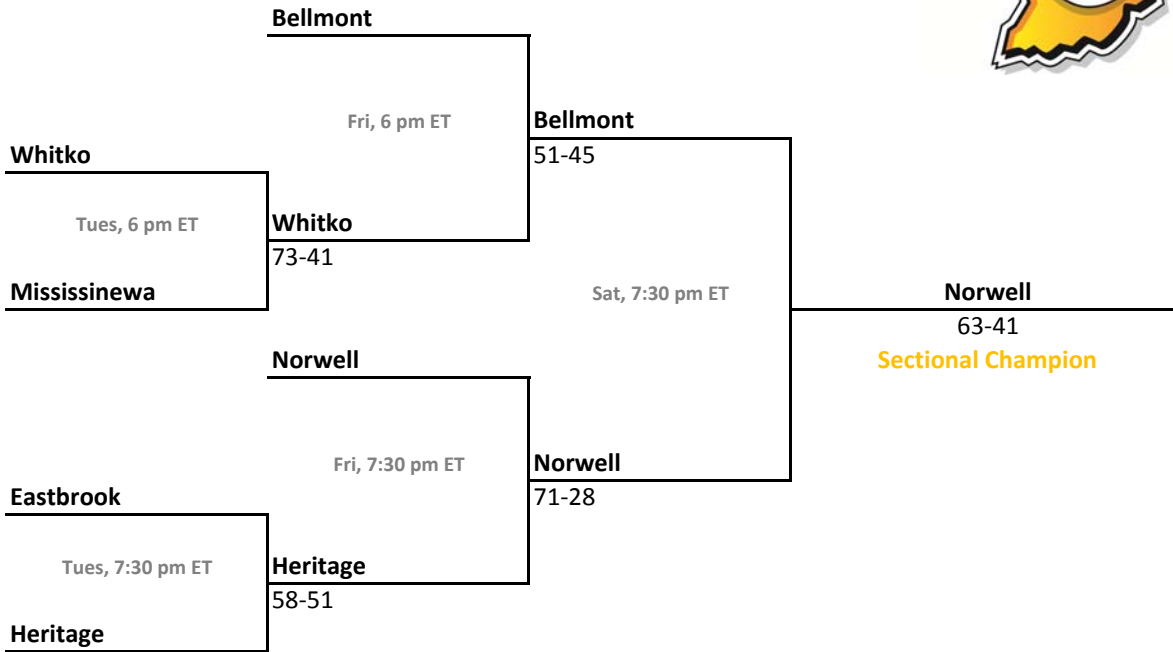 Bellmont
Fri, 6 pm ET
Bellmont
51-45
Whitko
Tues, 6 pm ET
Whitko
73-41
Mississinewa
Sat, 7:30 pm ET
Norwell
63-41
Sectional Champion
Norwell
Fri, 7:30 pm ET
Norwell
71-28
Eastbrook
Tues, 7:30 pm ET
Heritage
58-51
Heritage